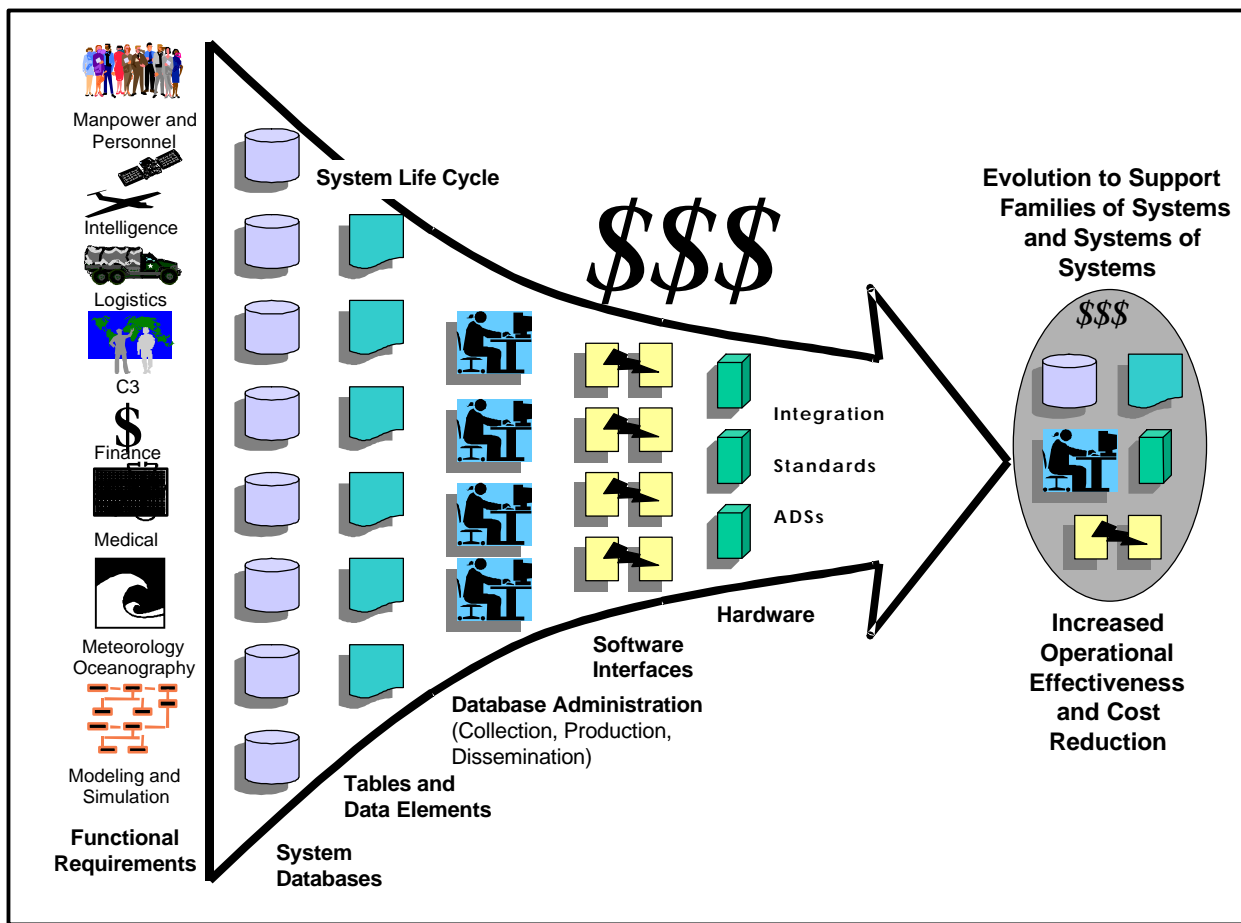 Manpower and
Personnel
Intelligence
Logistics
C3
$
Finance
Medical
Meteorology
Oceanography
Modeling and
Simulation
Functional
Requirements
System Life Cycle
$$$
Integration
Standards
ADSs
Hardware
Software
Interfaces
Database Administration
(Collection, Production,
Dissemination)
Tables and
Data Elements
System
Databases
Evolution to Support
Families of Systems
and Systems of
Systems
$$$
Increased
Operational
Effectiveness
and Cost
Reduction